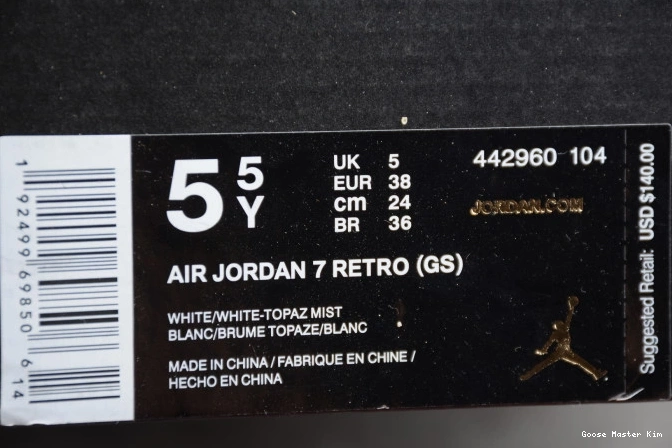 5 5Y
UK 5
EUR 38
cm 24
BR 36
442960 104
JORDAN.COM
AIR JORDAN 7 RETRO (GS)
WHITE/WHITE-TOPAZ MIST
BLANC/BRUME TOPAZE/BLANC
MADE IN CHINA / FABRIQUE EN CHINE /
HECHO EN CHINA
Suggested Retail: USD $140.00
1 92499 69850 6 14
Goose Master Kim